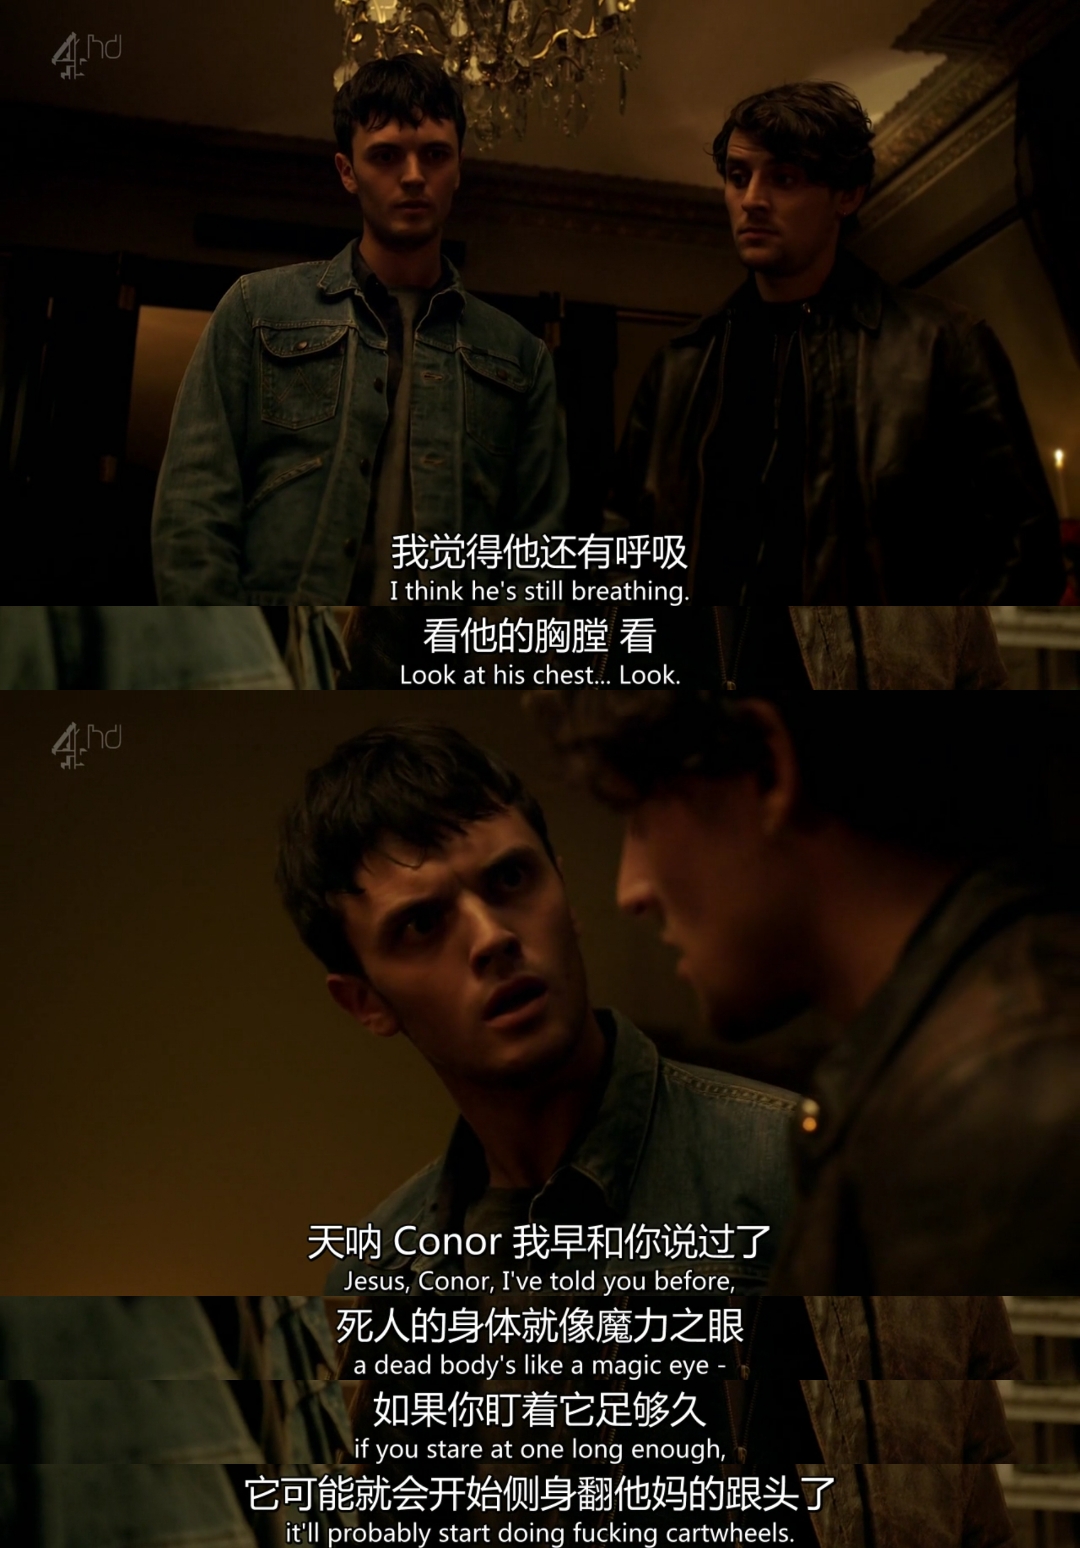 4hd
我觉得他还有呼吸
I think he's still breathing.
看他的胸膛 看
Look at his chest... Look.
4hd
天呐 Conor 我早和你说过了
Jesus, Conor, I've told you before,
死人的身体就像魔力之眼
a dead body's like a magic eye -
如果你盯着它足够久
if you stare at one long enough,
它可能就会开始侧身翻他妈的跟头了
it'll probably start doing fucking cartwheels.